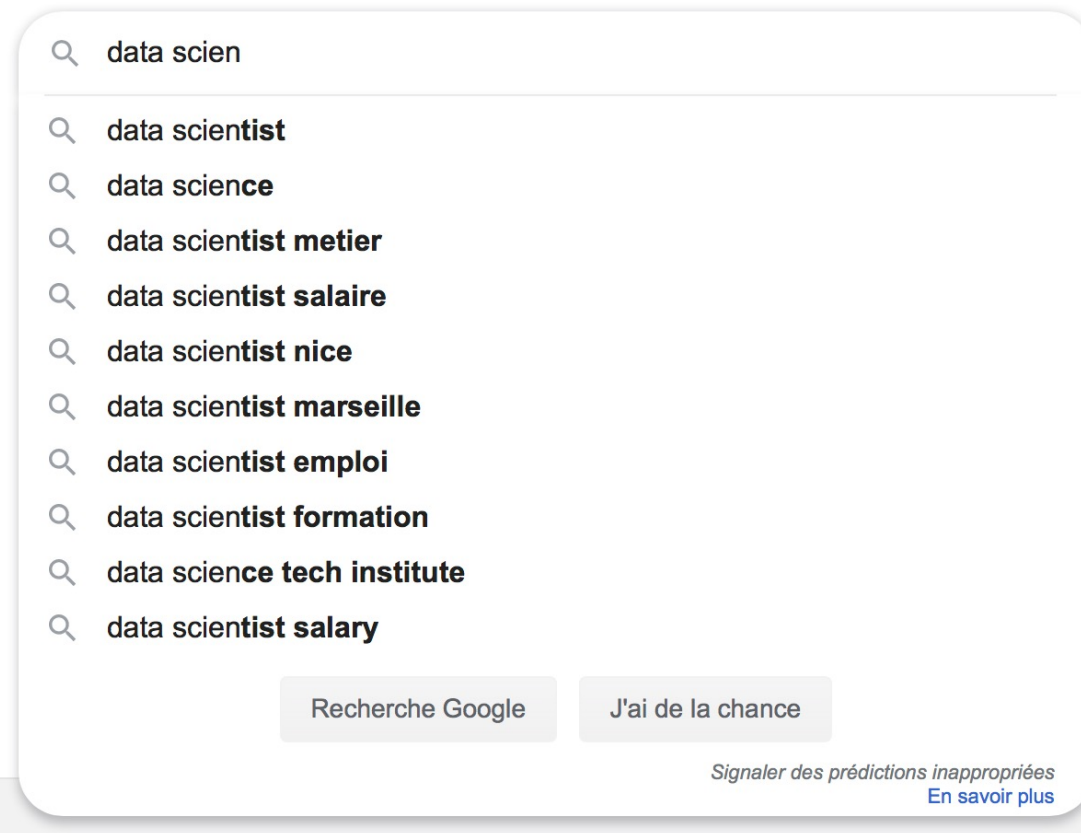 data scien
data scientist
data science
data scientist metier
data scientist salaire
data scientist nice
data scientist marseille
data scientist emploi
data scientist formation
data science tech institute
data scientist salary
Recherche Google
J'ai de la chance
Signaler des prédictions inappropriées
En savoir plus